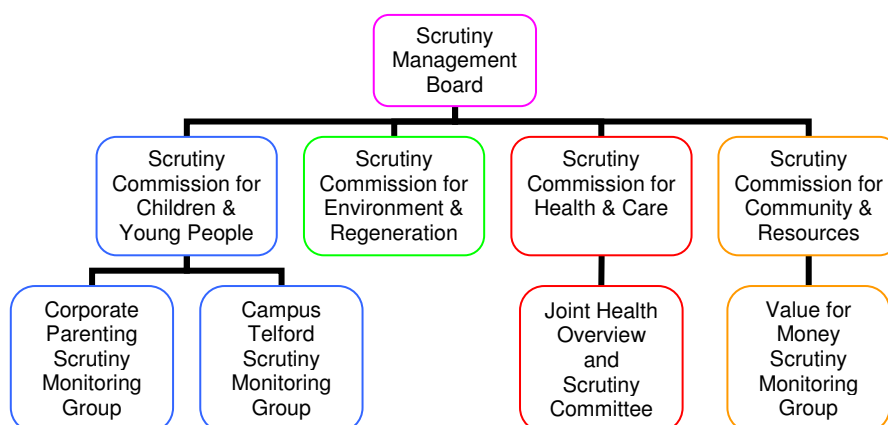 Scrutiny
Management
Board
Scrutiny
Commission for
Children &
Young People
Scrutiny
Commission for
Environment &
Regeneration
Scrutiny
Commission for
Health & Care
Scrutiny
Commission for
Community &
Resources
Corporate
Parenting
Scrutiny
Monitoring
Group
Campus
Telford
Scrutiny
Monitoring
Group
Joint Health
Overview
and
Scrutiny
Committee
Value for
Money
Scrutiny
Monitoring
Group